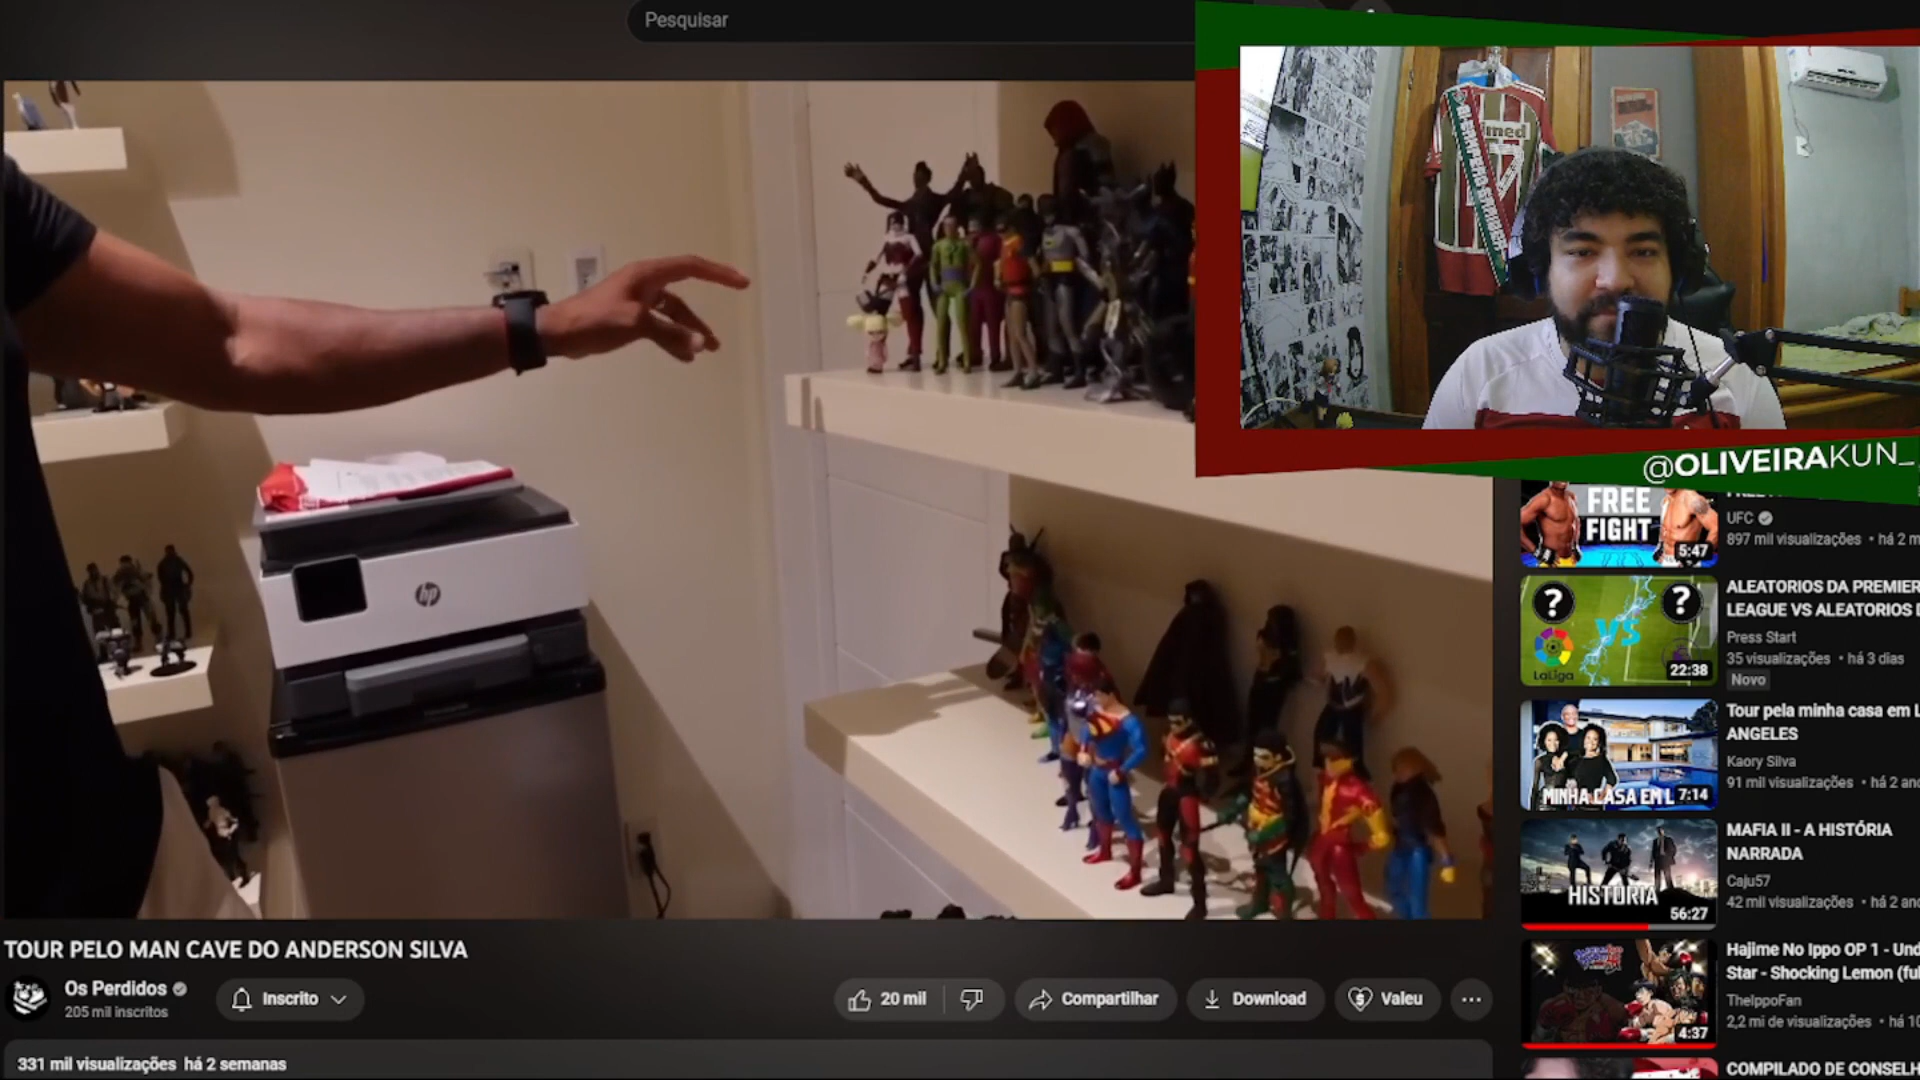 Pesquisar
imed
hp
@OLIVEIRAKUN_
FREE
FIGHT
5:47
UFC
897 mil visualizações • há 2 m
? VS ?
LaLiga
22:38
ALEATORIOS DA PREMIER
LEAGUE VS ALEATORIOS D
Press Start
35 visualizações • há 3 dias
Novo
MINHA CASA EM L
7:14
Tour pela minha casa em L
ANGELES
Kaory Silva
91 mil visualizações • há 2 ano
HISTORIA
56:27
MAFIA II - A HISTÓRIA
NARRADA
Caju57
42 mil visualizações • há 2 ano
4:37
Hajime No Ippo OP 1 - Und
Star - Shocking Lemon (ful
TheIppoFan
2,2 mi de visualizações • há 10
COMPILADO DE CONSELH
TOUR PELO MAN CAVE DO ANDERSON SILVA
Os Perdidos
205 mil inscritos
Inscrito
20 mil
Compartilhar
Download
Valeu
331 mil visualizações há 2 semanas